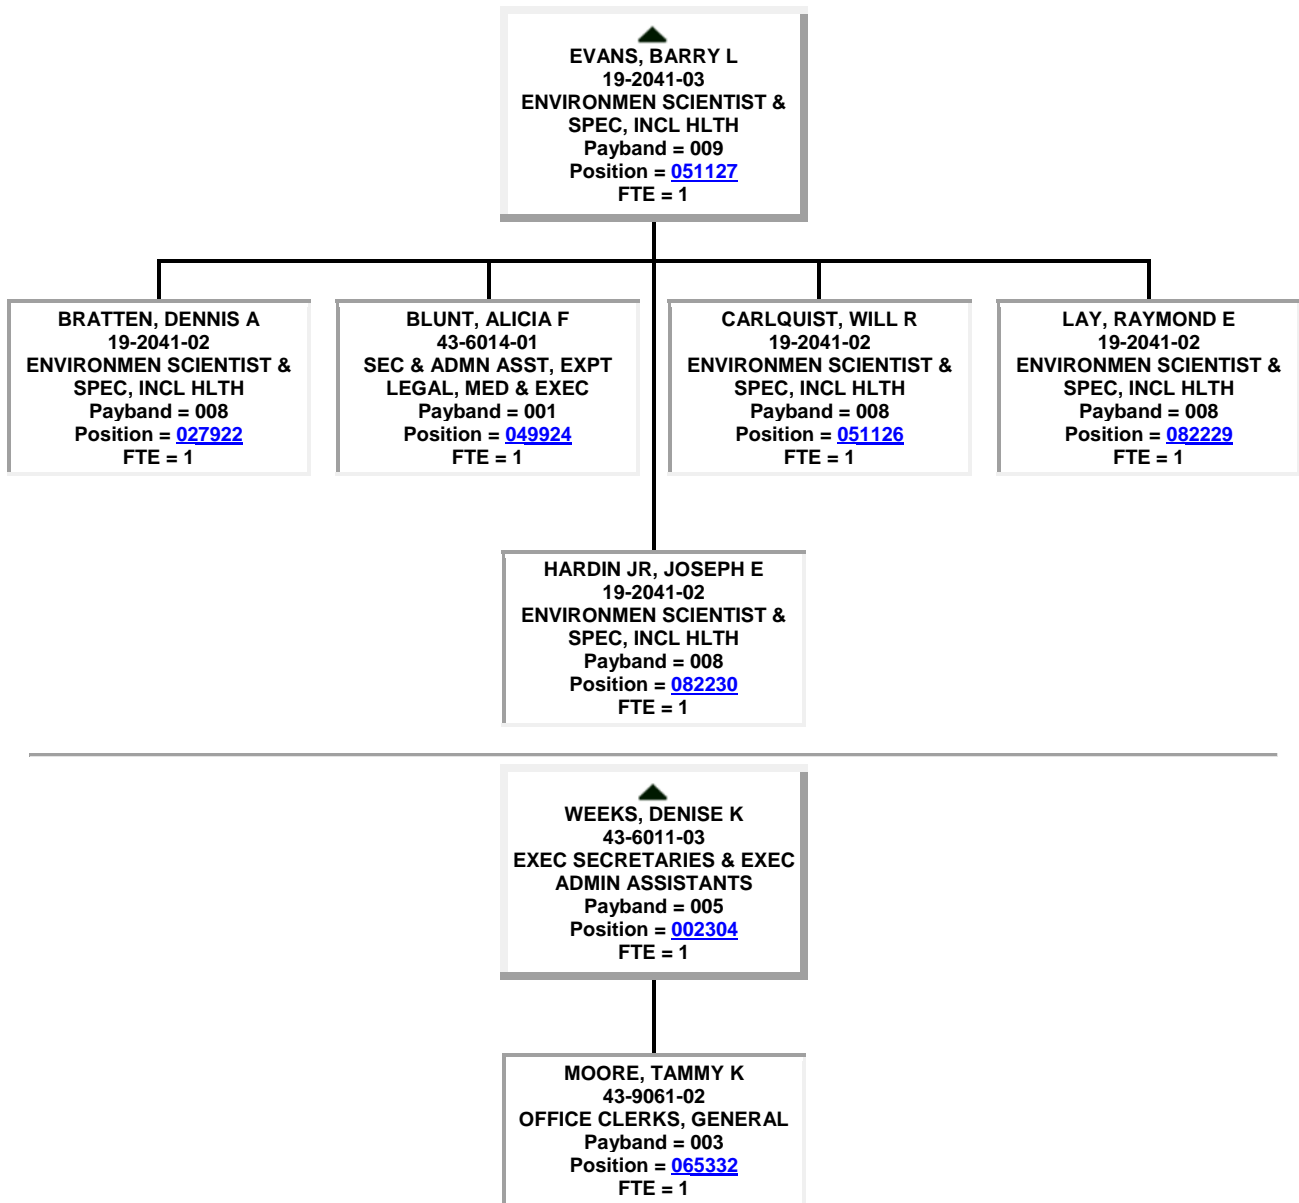 EVANS, BARRY L
19-2041-03
ENVIRONMEN SCIENTIST &
SPEC, INCL HLTH
Payband = 009
Position = 051127
FTE = 1
BRATTEN, DENNIS A
19-2041-02
ENVIRONMEN SCIENTIST &
SPEC, INCL HLTH
Payband = 008
Position = 027922
FTE = 1
BLUNT, ALICIA F
43-6014-01
SEC & ADMN ASST, EXPT
LEGAL, MED & EXEC
Payband = 001
Position = 049924
FTE = 1
CARLQUIST, WILL R
19-2041-02
ENVIRONMEN SCIENTIST &
SPEC, INCL HLTH
Payband = 008
Position = 051126
FTE = 1
LAY, RAYMOND E
19-2041-02
ENVIRONMEN SCIENTIST &
SPEC, INCL HLTH
Payband = 008
Position = 082229
FTE = 1
HARDIN JR, JOSEPH E
19-2041-02
ENVIRONMEN SCIENTIST &
SPEC, INCL HLTH
Payband = 008
Position = 082230
FTE = 1
WEEKS, DENISE K
43-6011-03
EXEC SECRETARIES & EXEC
ADMIN ASSISTANTS
Payband = 005
Position = 002304
FTE = 1
MOORE, TAMMY K
43-9061-02
OFFICE CLERKS, GENERAL
Payband = 003
Position = 065332
FTE = 1